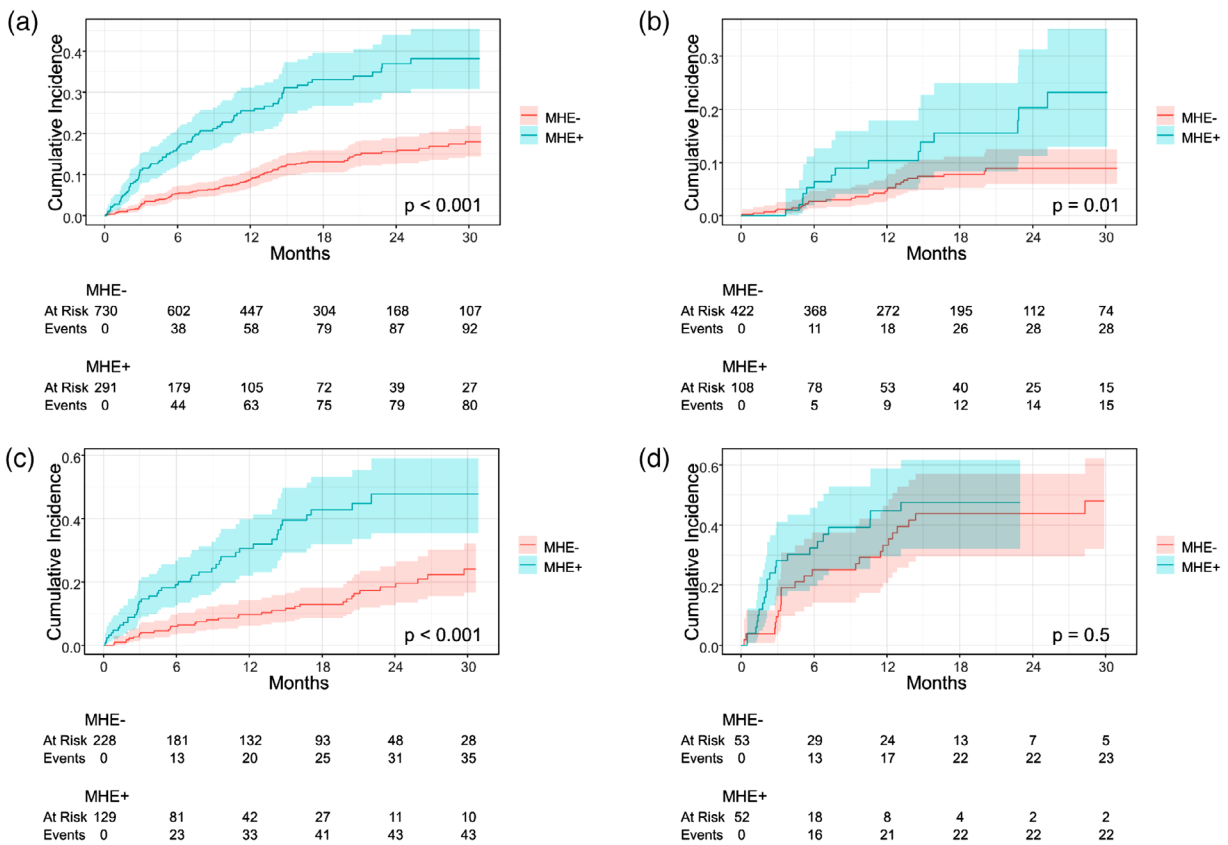 (a)
Cumulative Incidence
0.4
0.3
0.2
0.1
0.0
p < 0.001
0 6 12 18 24 30
Months
MHE-
MHE+
MHE-
At Risk 730 602 447 304 168 107
Events 0 38 58 79 87 92
MHE+
At Risk 291 179 105 72 39 27
Events 0 44 63 75 79 80
(b)
Cumulative Incidence
0.3
0.2
0.1
0.0
p = 0.01
0 6 12 18 24 30
Months
MHE-
MHE+
MHE-
At Risk 422 368 272 195 112 74
Events 0 11 18 26 28 28
MHE+
At Risk 108 78 53 40 25 15
Events 0 5 9 12 14 15
(c)
Cumulative Incidence
0.6
0.4
0.2
0.0
p < 0.001
0 6 12 18 24 30
Months
MHE-
MHE+
MHE-
At Risk 228 181 132 93 48 28
Events 0 13 20 25 31 35
MHE+
At Risk 129 81 42 27 11 10
Events 0 23 33 41 43 43
(d)
Cumulative Incidence
0.6
0.4
0.2
0.0
p = 0.5
0 6 12 18 24 30
Months
MHE-
MHE+
MHE-
At Risk 53 29 24 13 7 5
Events 0 13 17 22 22 23
MHE+
At Risk 52 18 8 4 2 2
Events 0 16 21 22 22 22